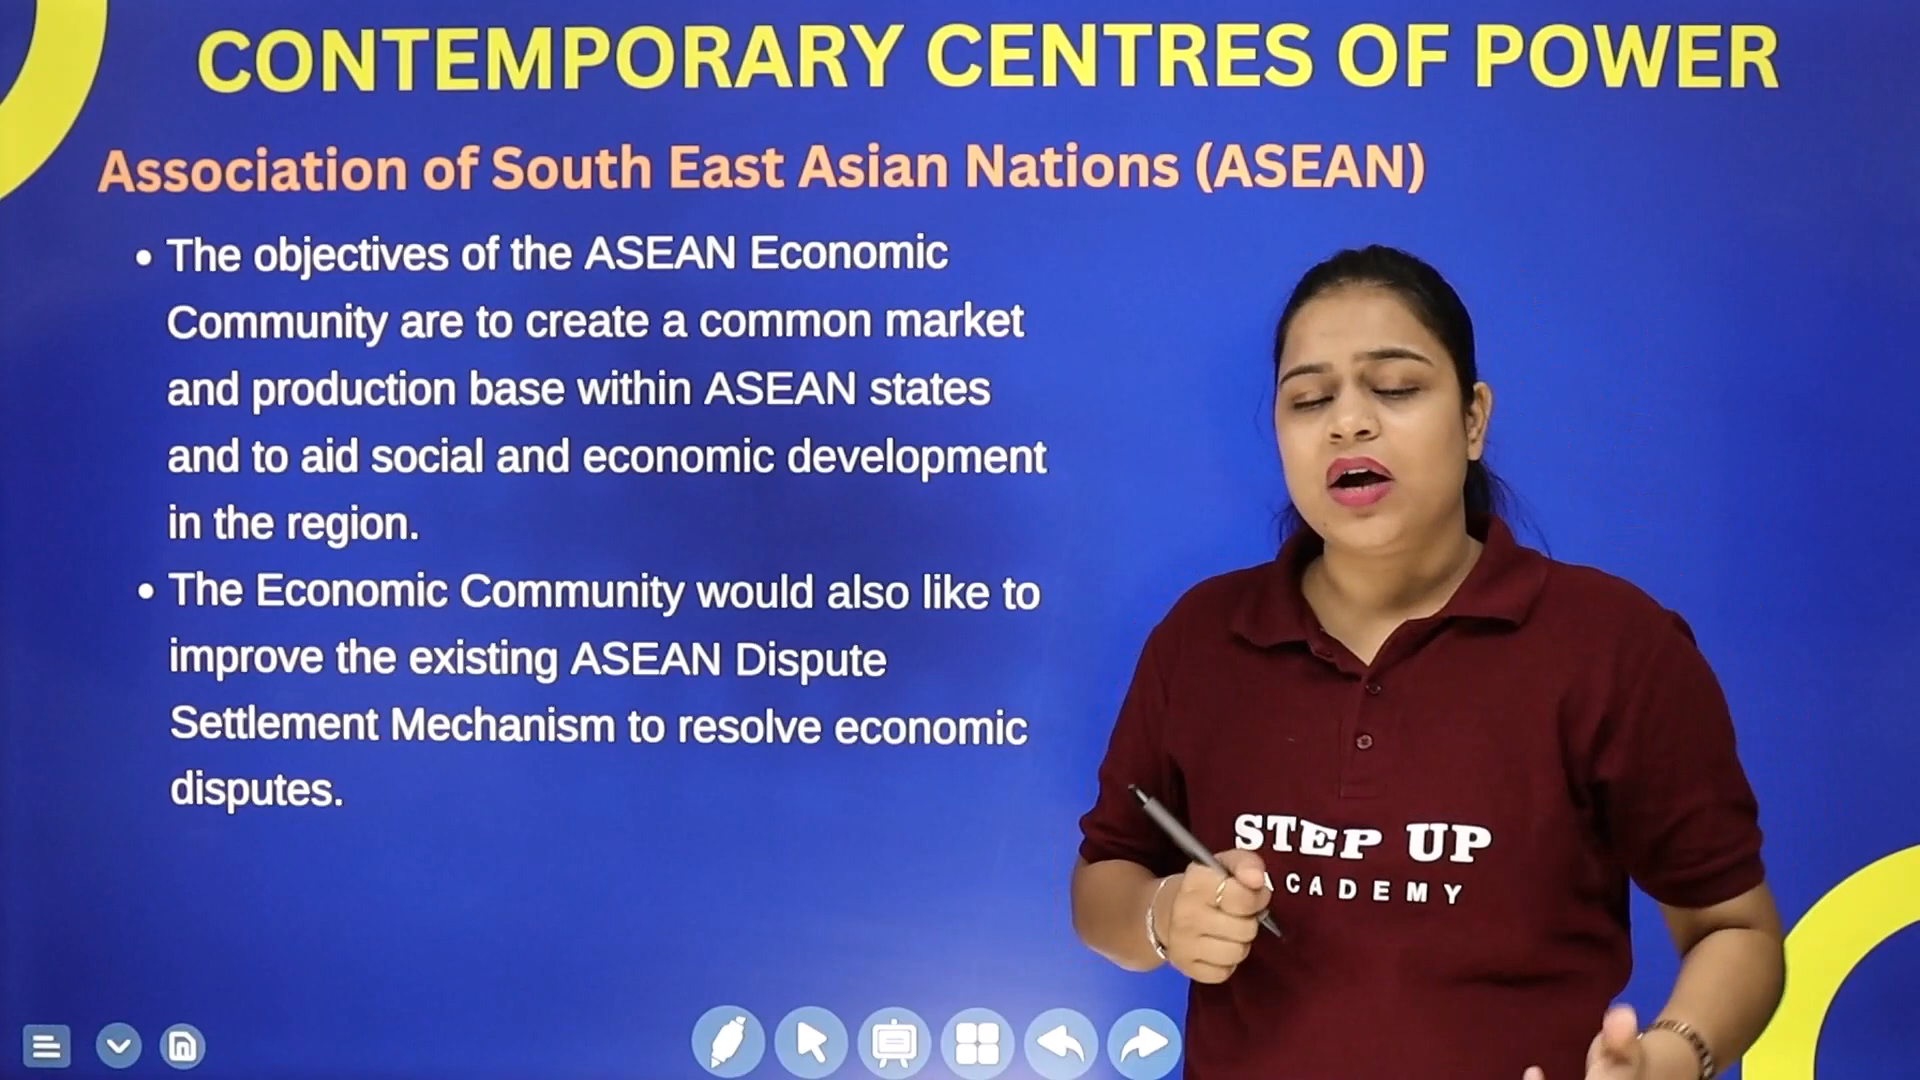 CONTEMPORARY CENTRES OF POWER
Association of South East Asian Nations (ASEAN)
• The objectives of the ASEAN Economic
Community are to create a common market
and production base within ASEAN states
and to aid social and economic development
in the region.
• The Economic Community would also like to
improve the existing ASEAN Dispute
Settlement Mechanism to resolve economic
disputes.
STEP UP
ACADEMY